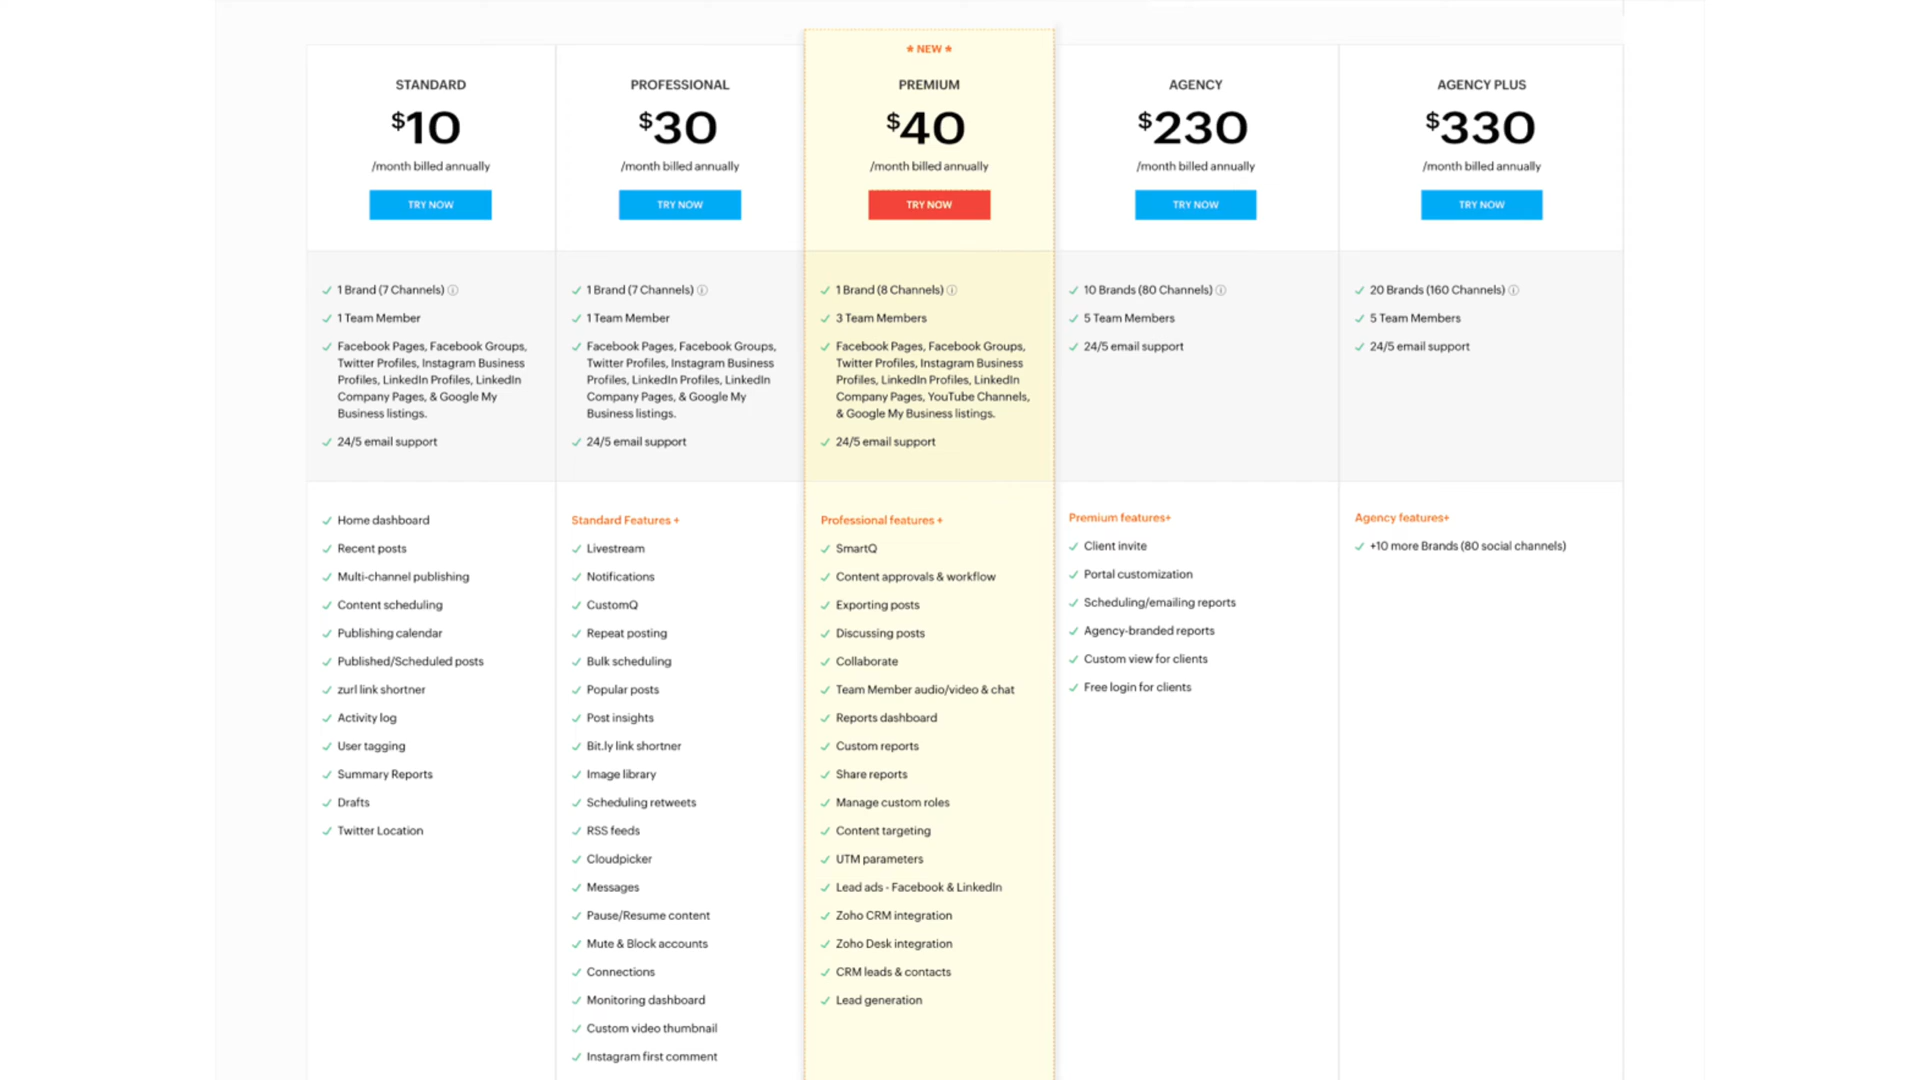 ★ NEW ★
STANDARD
$10
/month billed annually
TRY NOW
PROFESSIONAL
$30
/month billed annually
TRY NOW
PREMIUM
$40
/month billed annually
TRY NOW
AGENCY
$230
/month billed annually
TRY NOW
AGENCY PLUS
$330
/month billed annually
TRY NOW
1 Brand (7 Channels)
1 Team Member
Facebook Pages, Facebook Groups,
Twitter Profiles, Instagram Business
Profiles, LinkedIn Profiles, LinkedIn
Company Pages, & Google My
Business listings.
24/5 email support
1 Brand (7 Channels)
1 Team Member
Facebook Pages, Facebook Groups,
Twitter Profiles, Instagram Business
Profiles, LinkedIn Profiles, LinkedIn
Company Pages, & Google My
Business listings.
24/5 email support
1 Brand (8 Channels)
3 Team Members
Facebook Pages, Facebook Groups,
Twitter Profiles, Instagram Business
Profiles, LinkedIn Profiles, LinkedIn
Company Pages, YouTube Channels,
& Google My Business listings.
24/5 email support
10 Brands (80 Channels)
5 Team Members
24/5 email support
20 Brands (160 Channels)
5 Team Members
24/5 email support
Home dashboard
Recent posts
Multi-channel publishing
Content scheduling
Publishing calendar
Published/Scheduled posts
zurl link shortner
Activity log
User tagging
Summary Reports
Drafts
Twitter Location
Standard Features +
Livestream
Notifications
CustomQ
Repeat posting
Bulk scheduling
Popular posts
Post insights
Bit.ly link shortner
Image library
Scheduling retweets
RSS feeds
Cloudpicker
Messages
Pause/Resume content
Mute & Block accounts
Connections
Monitoring dashboard
Custom video thumbnail
Instagram first comment
Professional features +
SmartQ
Content approvals & workflow
Exporting posts
Discussing posts
Collaborate
Team Member audio/video & chat
Reports dashboard
Custom reports
Share reports
Manage custom roles
Content targeting
UTM parameters
Lead ads - Facebook & LinkedIn
Zoho CRM integration
Zoho Desk integration
CRM leads & contacts
Lead generation
Premium features+
Client invite
Portal customization
Scheduling/emailing reports
Agency-branded reports
Custom view for clients
Free login for clients
Agency features+
+10 more Brands (80 social channels)